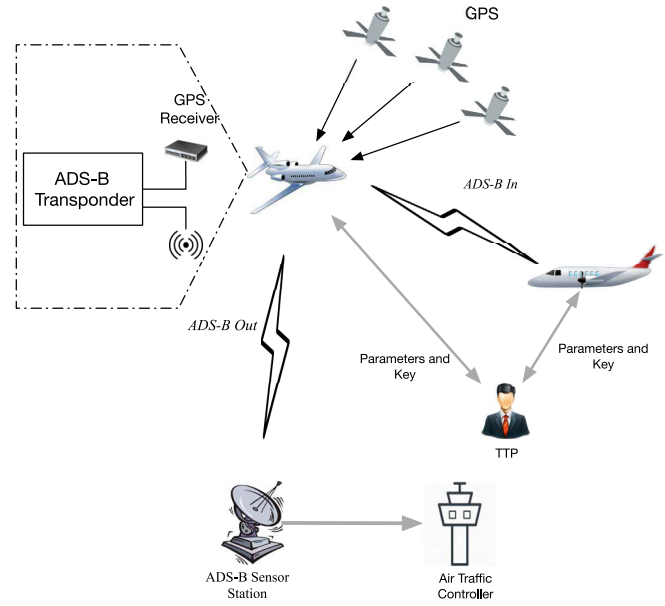 GPS
GPS
Receiver
ADS-B
Transponder
ADS-B In
ADS-B Out
Parameters and
Key
Parameters and
Key
TTP
ADS-B Sensor
Station
Air Traffic
Controller